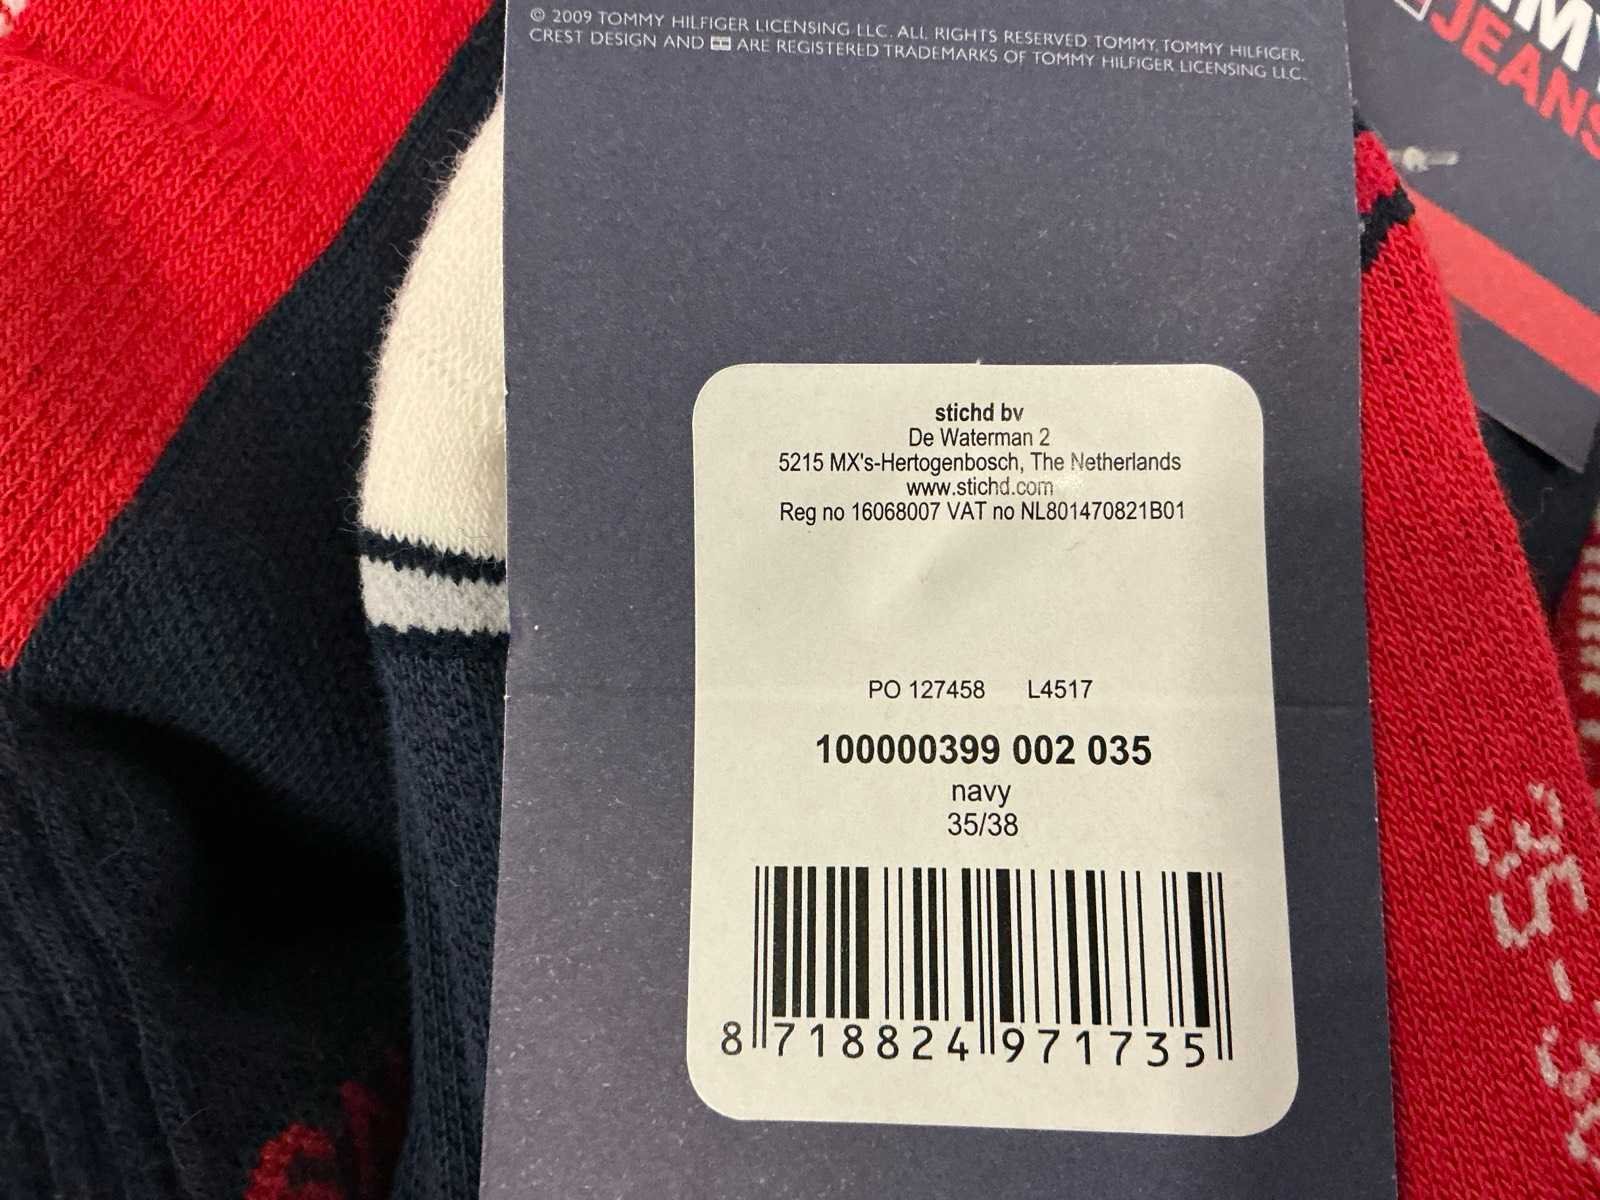 © 2009 TOMMY HILFIGER LICENSING LLC. ALL RIGHTS RESERVED. TOMMY, TOMMY HILFIGER,
CREST DESIGN AND ARE REGISTERED TRADEMARKS OF TOMMY HILFIGER LICENSING LLC.
JEANS
stichd bv
De Waterman 2
5215 MX's-Hertogenbosch, The Netherlands
www.stichd.com
Reg no 16068007 VAT no NL801470821B01
PO 127458 L4517
100000399 002 035
navy
35/38
8 718824 971735
35-38